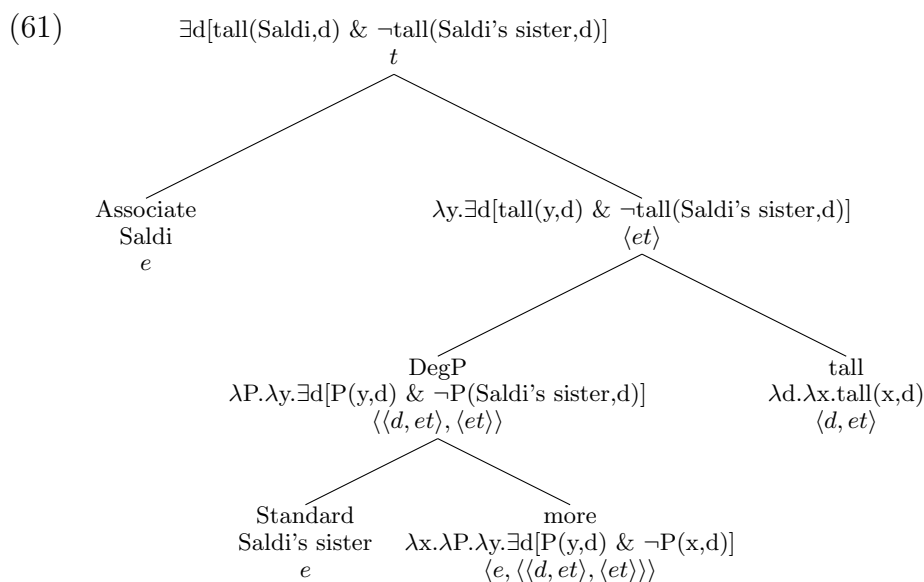 (61)
∃d[tall(Saldi,d) & ¬tall(Saldi's sister,d)]
t
Associate
Saldi
e
λy.∃d[tall(y,d) & ¬tall(Saldi's sister,d)]
⟨et⟩
DegP
λP.λy.∃d[P(y,d) & ¬P(Saldi's sister,d)]
⟨⟨d, et⟩, ⟨et⟩⟩
tall
λd.λx.tall(x,d)
⟨d, et⟩
Standard
Saldi's sister
e
more
λx.λP.λy.∃d[P(y,d) & ¬P(x,d)]
⟨e, ⟨⟨d, et⟩, ⟨et⟩⟩⟩